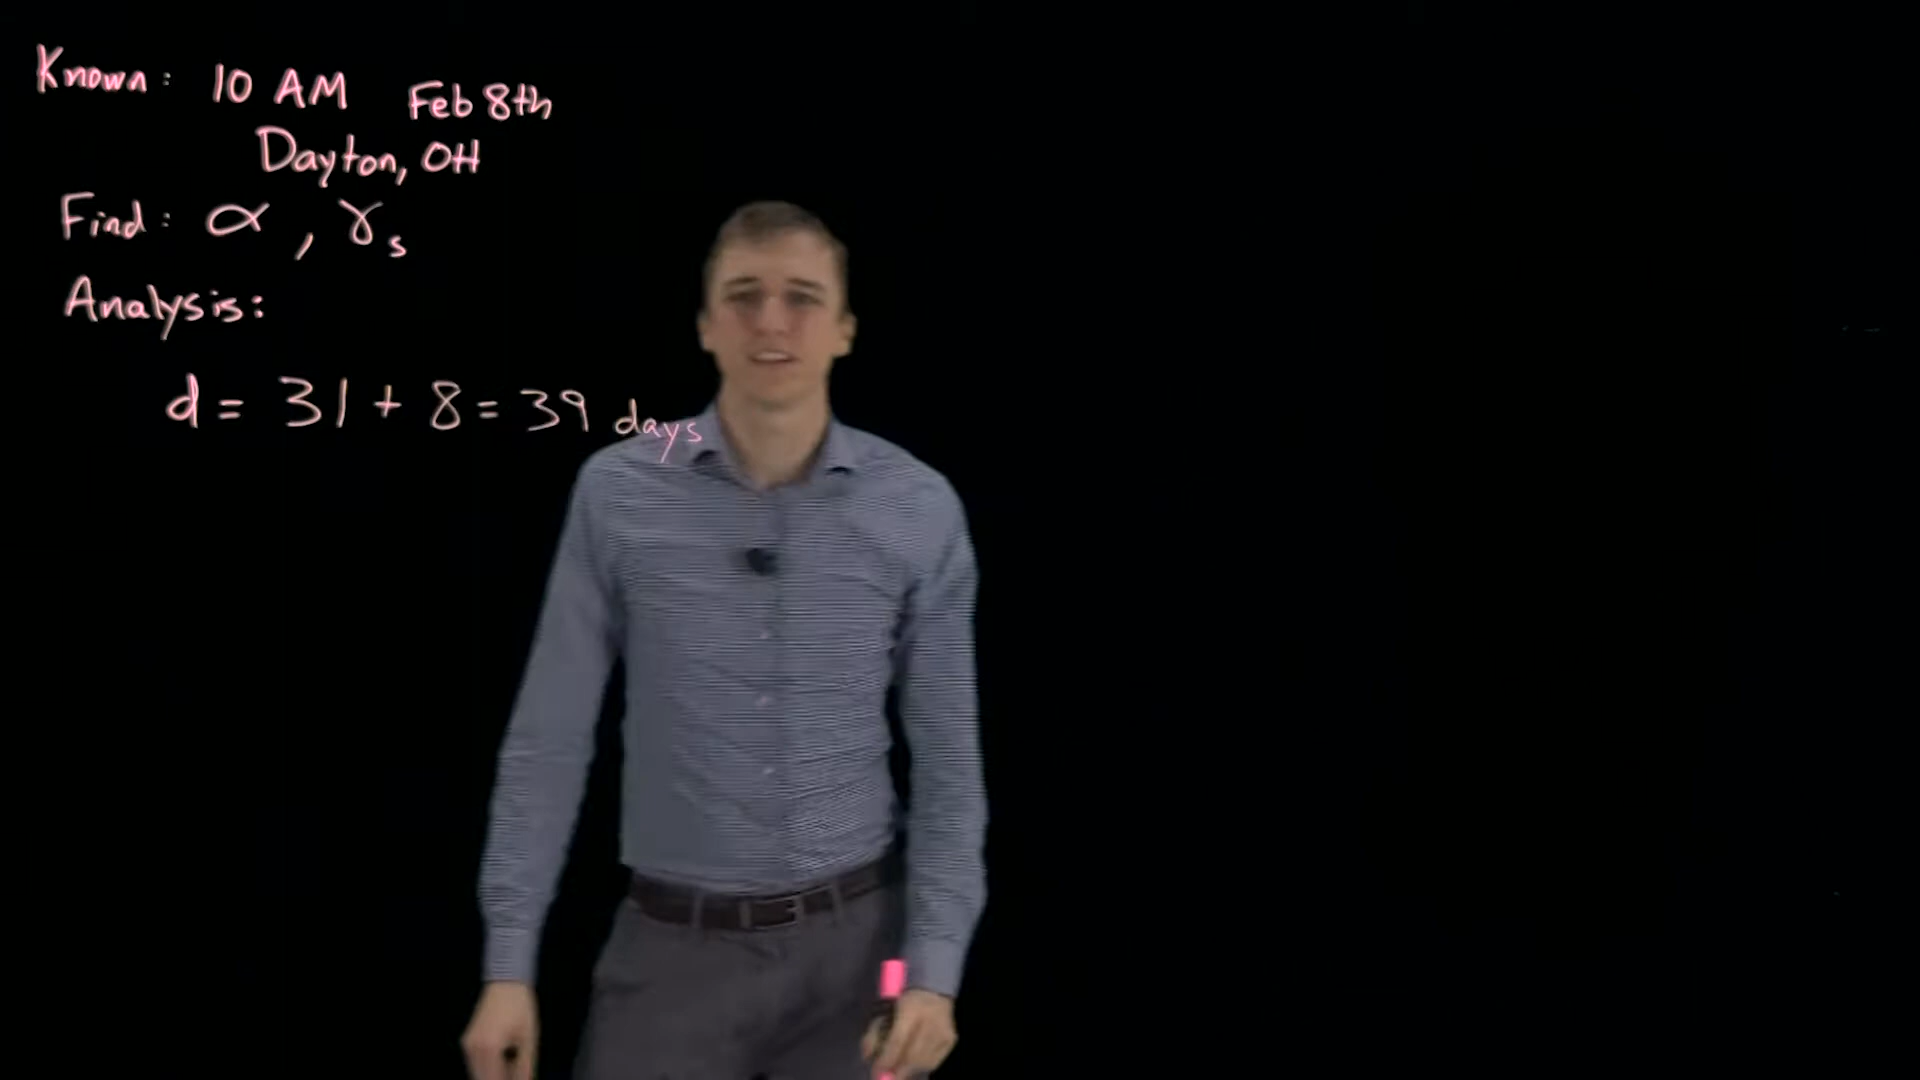 Known: 10 AM Feb 8th
Dayton, OH
Find: α, γs
Analysis:
d = 31 + 8 = 39 days